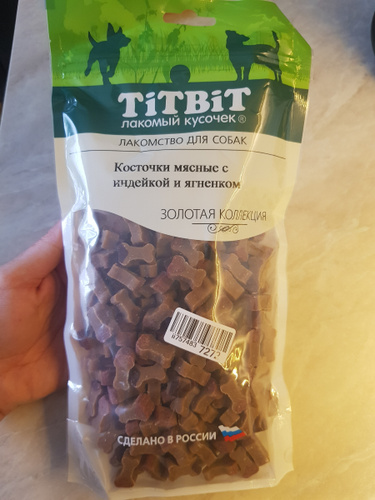 TiTBiT
лакомый кусочек®
ЛАКОМСТВО ДЛЯ СОБАК
Косточки мясные с
индейкой и ягненком
ЗОЛОТАЯ КОЛЛЕКЦИЯ
СДЕЛАНО В РОССИИ